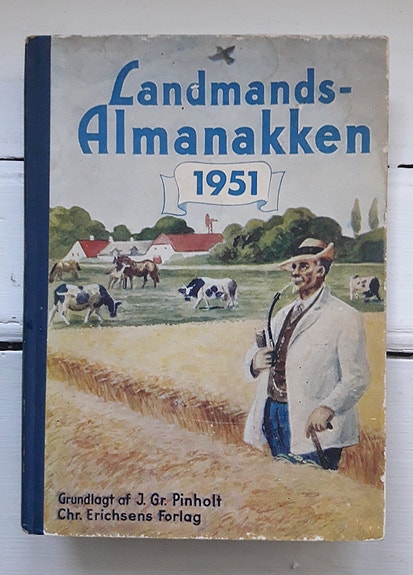 Landmands-
Almanakken
1951
Grundlagt af J. Gr. Pinholt
Chr. Erichsens Forlag